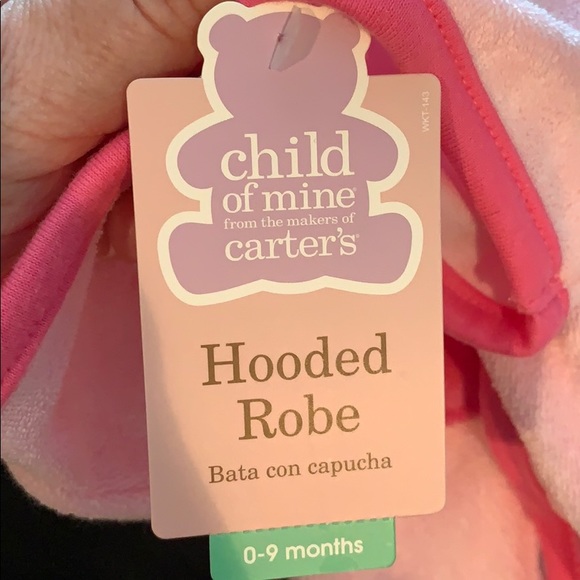 child
of mine®
from the makers of
carter's®
WKT-143
Hooded
Robe
Bata con capucha
0-9 months